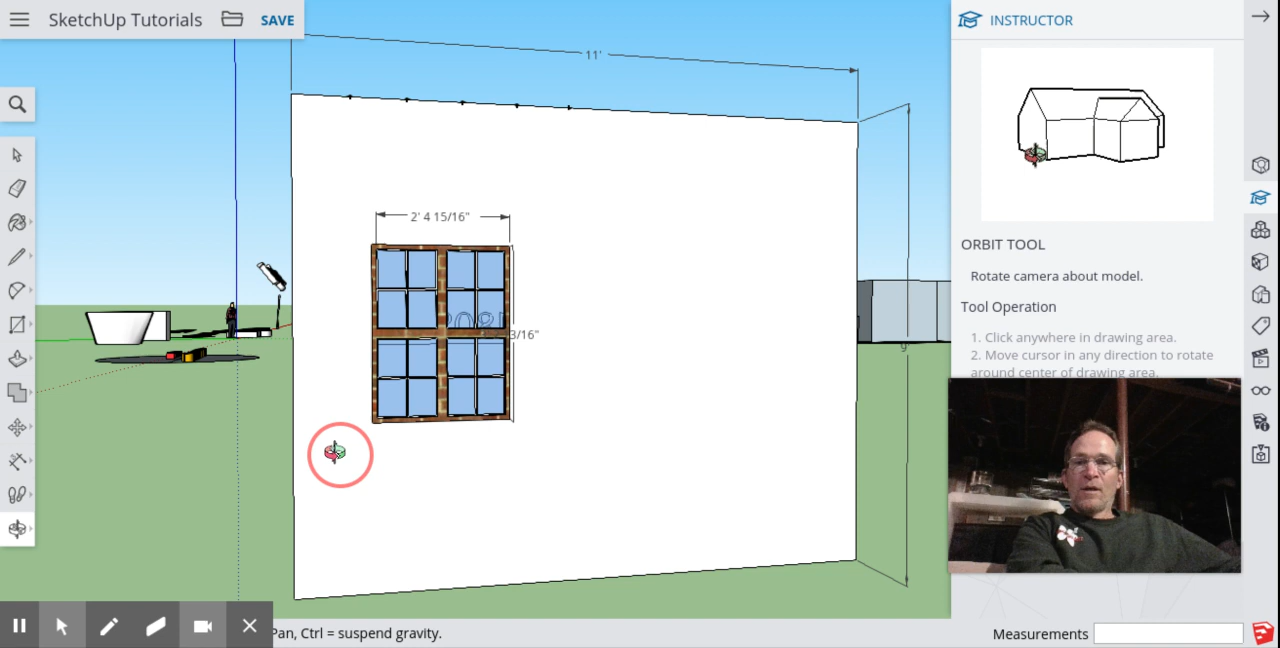 SketchUp Tutorials
SAVE
INSTRUCTOR
11'
2' 4 15/16"
3/16"
9'
ORBIT TOOL
Rotate camera about model.
Tool Operation
1. Click anywhere in drawing area.
2. Move cursor in any direction to rotate
around center of drawing area.
Pan, Ctrl = suspend gravity.
Measurements